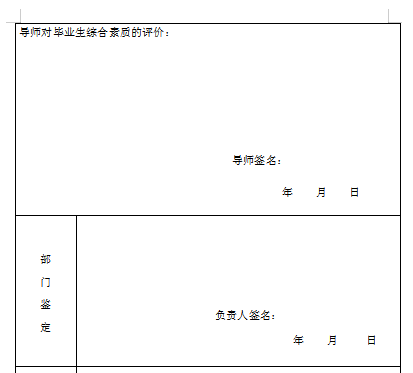 导师对毕业生综合素质的评价：
导师签名：
年 月 日
部
门
鉴
定
负责人签名：
年 月 日